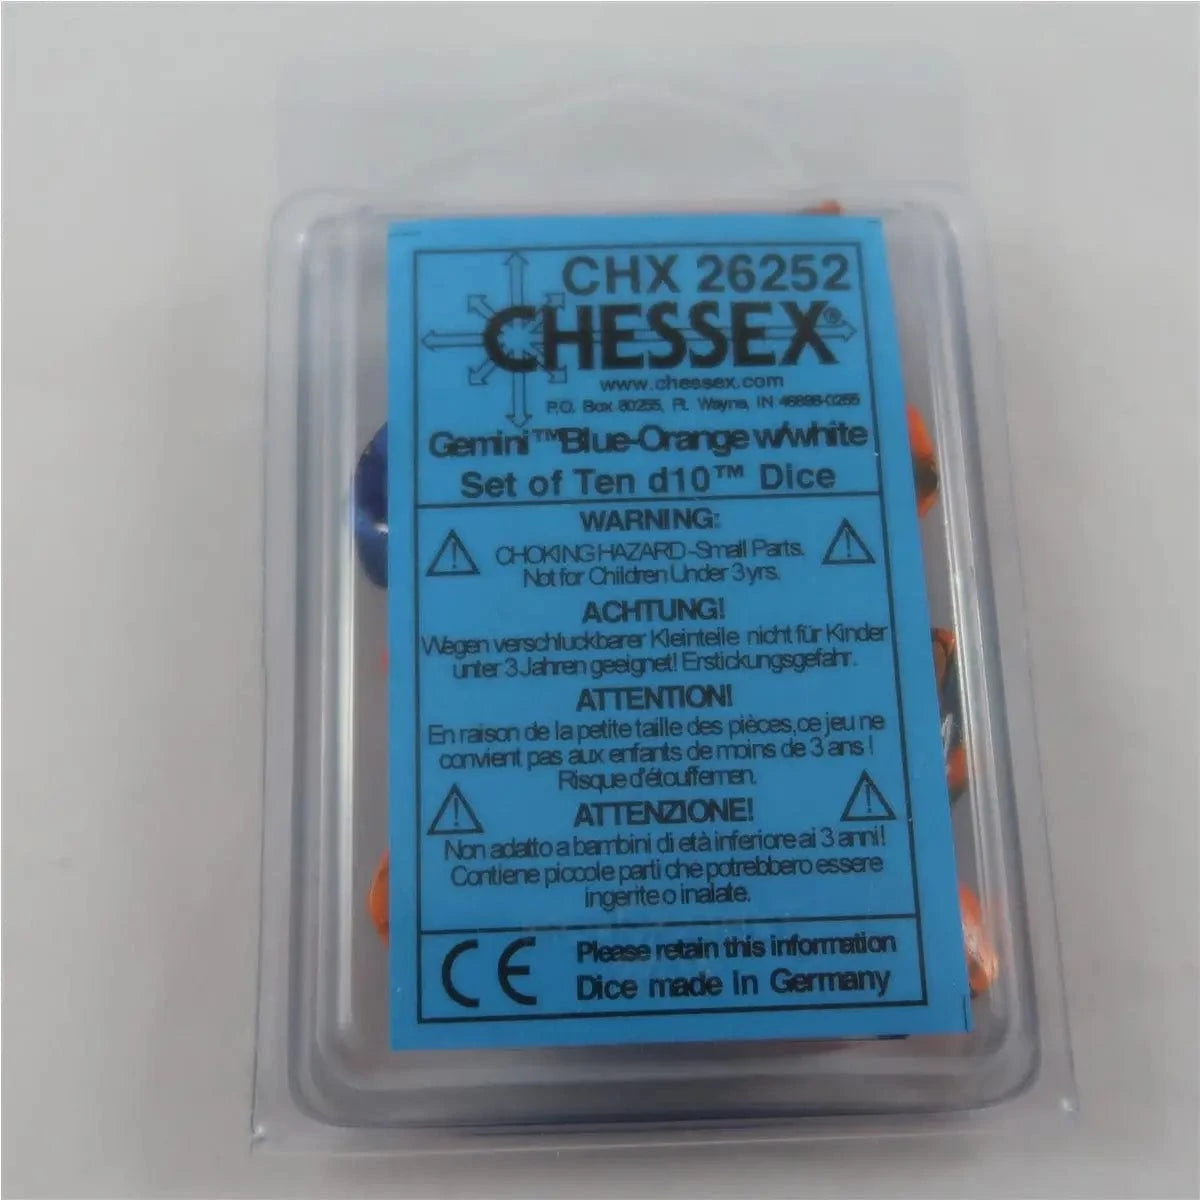 CHX 26252
CHESSEX®
www.chessex.com
P.O. Box 80255, Ft. Wayne, IN 46898-0255
Gemini™Blue-Orange w/white
Set of Ten d10™ Dice
WARNING:
CHOKING HAZARD -Small Parts.
Not for Children Under 3 yrs.
ACHTUNG!
Wegen verschluckbarer Kleinteile nicht für Kinder
unter 3 Jahren geeignet! Erstickungsgefahr.
ATTENTION!
En raison de la petite taille des pièces, ce jeu ne
convient pas aux enfants de moins de 3 ans !
Risque d'étouffemen.
ATTENZIONE!
Non adatto a bambini di età inferiore ai 3 anni!
Contiene piccole parti che potrebbero essere
ingerite o inalate.
CE Please retain this information
Dice made in Germany